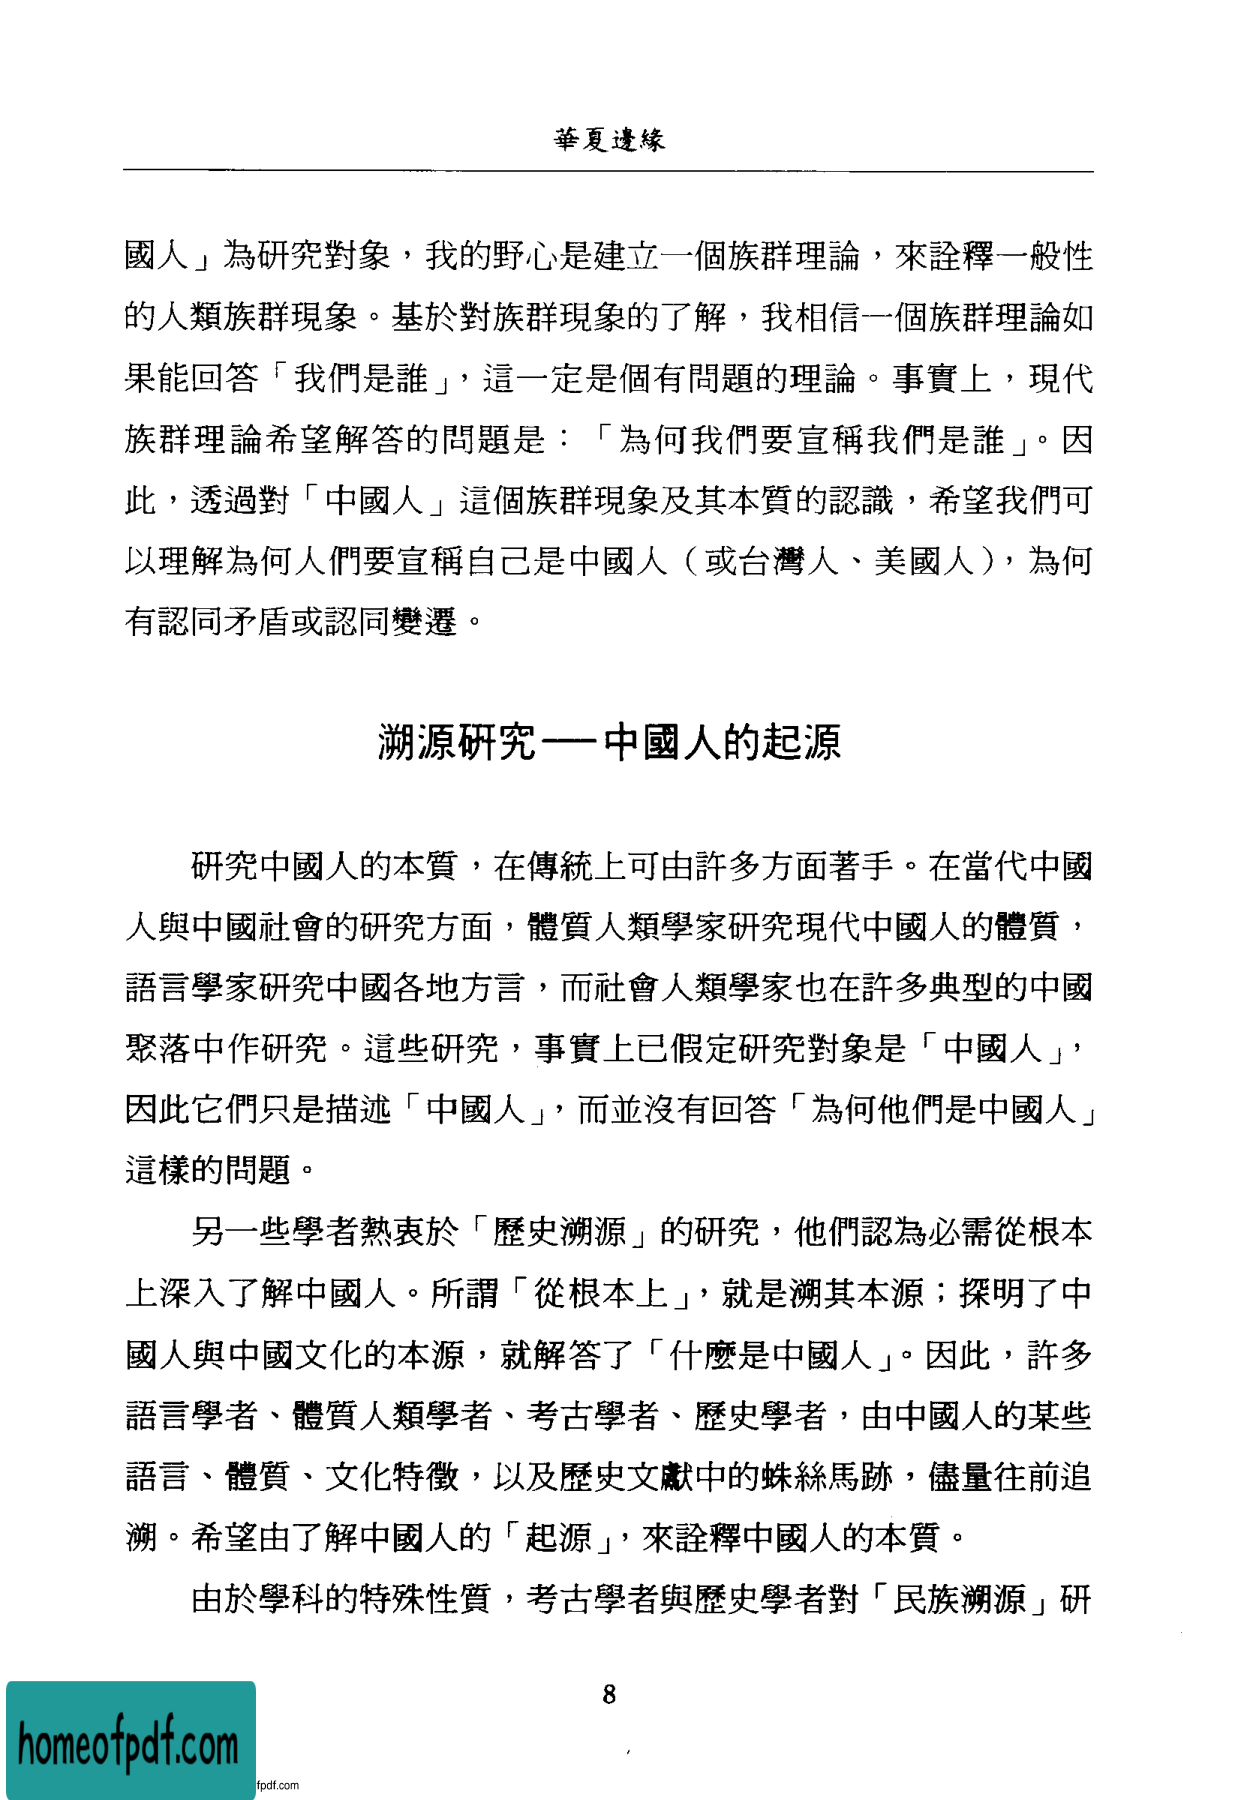 華夏邊緣
國人」為研究對象，我的野心是建立一個族群理論，來詮釋一般性
的人類族群現象。基於對族群現象的了解，我相信一個族群理論如
果能回答「我們是誰」，這一定是個有問題的理論。事實上，現代
族群理論希望解答的問題是：「為何我們要宣稱我們是誰」。因
此，透過對「中國人」這個族群現象及其本質的認識，希望我們可
以理解為何人們要宣稱自己是中國人（或台灣人、美國人），為何
有認同矛盾或認同變遷。
溯源研究——中國人的起源
研究中國人的本質，在傳統上可由許多方面著手。在當代中國
人與中國社會的研究方面，體質人類學家研究現代中國人的體質，
語言學家研究中國各地方言，而社會人類學家也在許多典型的中國
聚落中作研究。這些研究，事實上已假定研究對象是「中國人」，
因此它們只是描述「中國人」，而並沒有回答「為何他們是中國人」
這樣的問題。
另一些學者熱衷於「歷史溯源」的研究，他們認為必需從根本
上深入了解中國人。所謂「從根本上」，就是溯其本源；探明了中
國人與中國文化的本源，就解答了「什麼是中國人」。因此，許多
語言學者、體質人類學者、考古學者、歷史學者，由中國人的某些
語言、體質、文化特徵，以及歷史文獻中的蛛絲馬跡，儘量往前追
溯。希望由了解中國人的「起源」，來詮釋中國人的本質。
由於學科的特殊性質，考古學者與歷史學者對「民族溯源」研
8
homeofpdf.com
fpdf.com